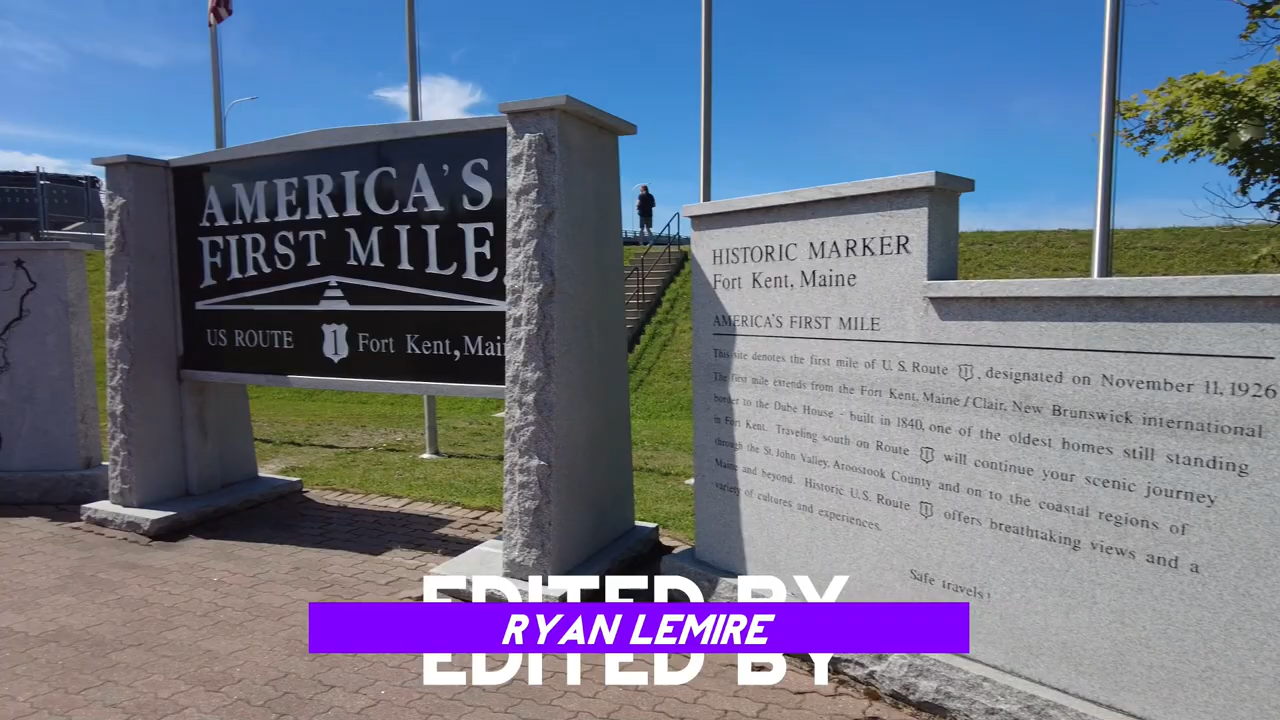 AMERICA'S
FIRST MILE
US ROUTE 1 Fort Kent, Mai
HISTORIC MARKER
Fort Kent, Maine
AMERICA'S FIRST MILE
This site denotes the first mile of U. S. Route 1, designated on November 11, 1926
The first mile extends from the Fort Kent, Maine / Clair, New Brunswick international
border to the Dube House - built in 1840, one of the oldest homes still standing
in Fort Kent. Traveling south on Route 1 will continue your scenic journey
through the St. John Valley, Aroostook County and on to the coastal regions of
Maine and beyond. Historic U.S. Route 1 offers breathtaking views and a
variety of cultures and experiences.
Safe travels!
EDITED BY
RYAN LEMIRE
EDITED BY